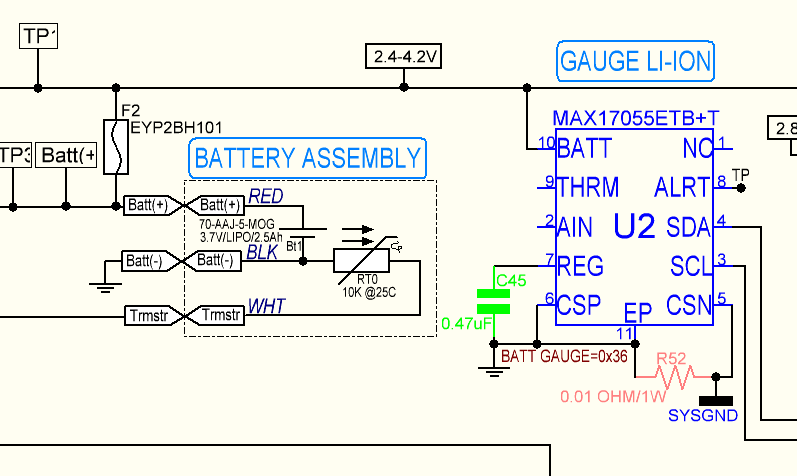 TP1
2.4-4.2V
GAUGE LI-ION
F2
EYP2BH101
MAX17055ETB+T
2.8
TP3
Batt(+
BATTERY ASSEMBLY
10
BATT
NC
1
9
THRM
ALRT
8
TP
Batt(+)
Batt(+)
RED
70-AAJ-5-MOG
3.7V/LIPO/2.5Ah
Bt1
2
AIN
U2
SDA
4
Batt(-)
Batt(-)
BLK
RT0
10K @25C
7
REG
SCL
3
C45
0.47uF
6
CSP
EP
CSN
5
11
Trmstr
Trmstr
WHT
BATT GAUGE=0x36
R52
0.01 OHM/1W
SYSGND